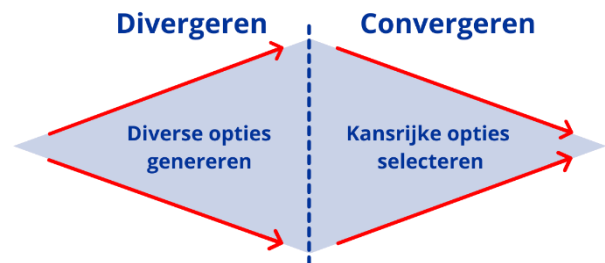 Divergeren
Convergeren
Diverse opties
genereren
Kansrijke opties
selecteren